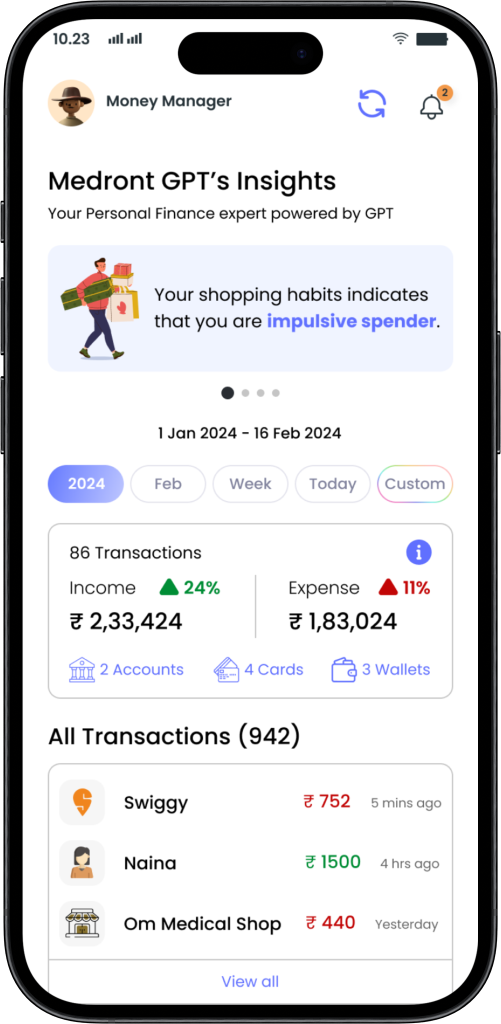 10.23
Money Manager
2
Medront GPT’s Insights
Your Personal Finance expert powered by GPT
Your shopping habits indicates
that you are impulsive spender.
1 Jan 2024 - 16 Feb 2024
2024 Feb Week Today Custom
86 Transactions i
Income 24% Expense 11%
₹ 2,33,424 ₹ 1,83,024
2 Accounts 4 Cards 3 Wallets
All Transactions (942)
Swiggy ₹ 752 5 mins ago
Naina ₹ 1500 4 hrs ago
Om Medical Shop ₹ 440 Yesterday
View all